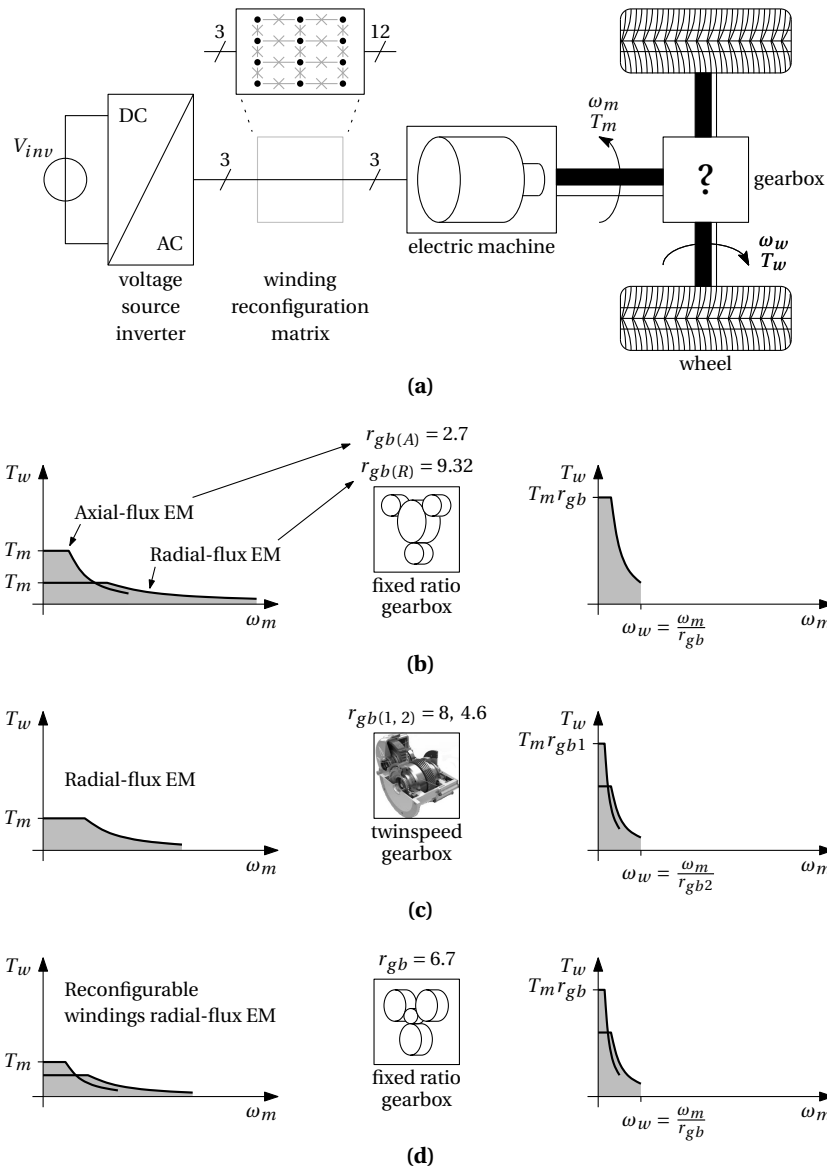 3
12
DC
V_inv
3
3
ω_m
T_m
?
gearbox
AC
electric machine
ω_w
T_w
voltage
source
inverter
winding
reconfiguration
matrix
wheel
(a)
r_gb(A) = 2.7
r_gb(R) = 9.32
T_w
Axial-flux EM
T_w
T_m r_gb
T_m
Radial-flux EM
T_m
fixed ratio
gearbox
ω_m
ω_w = ω_m/r_gb
ω_m
(b)
r_gb(1, 2) = 8, 4.6
T_w
T_w
T_m r_gb1
Radial-flux EM
T_m
twinspeed
gearbox
ω_m
ω_w = ω_m/r_gb2
ω_m
(c)
r_gb = 6.7
T_w
T_w
Reconfigurable
windings radial-flux EM
T_m r_gb
T_m
fixed ratio
gearbox
ω_m
ω_w = ω_m/r_gb
ω_m
(d)